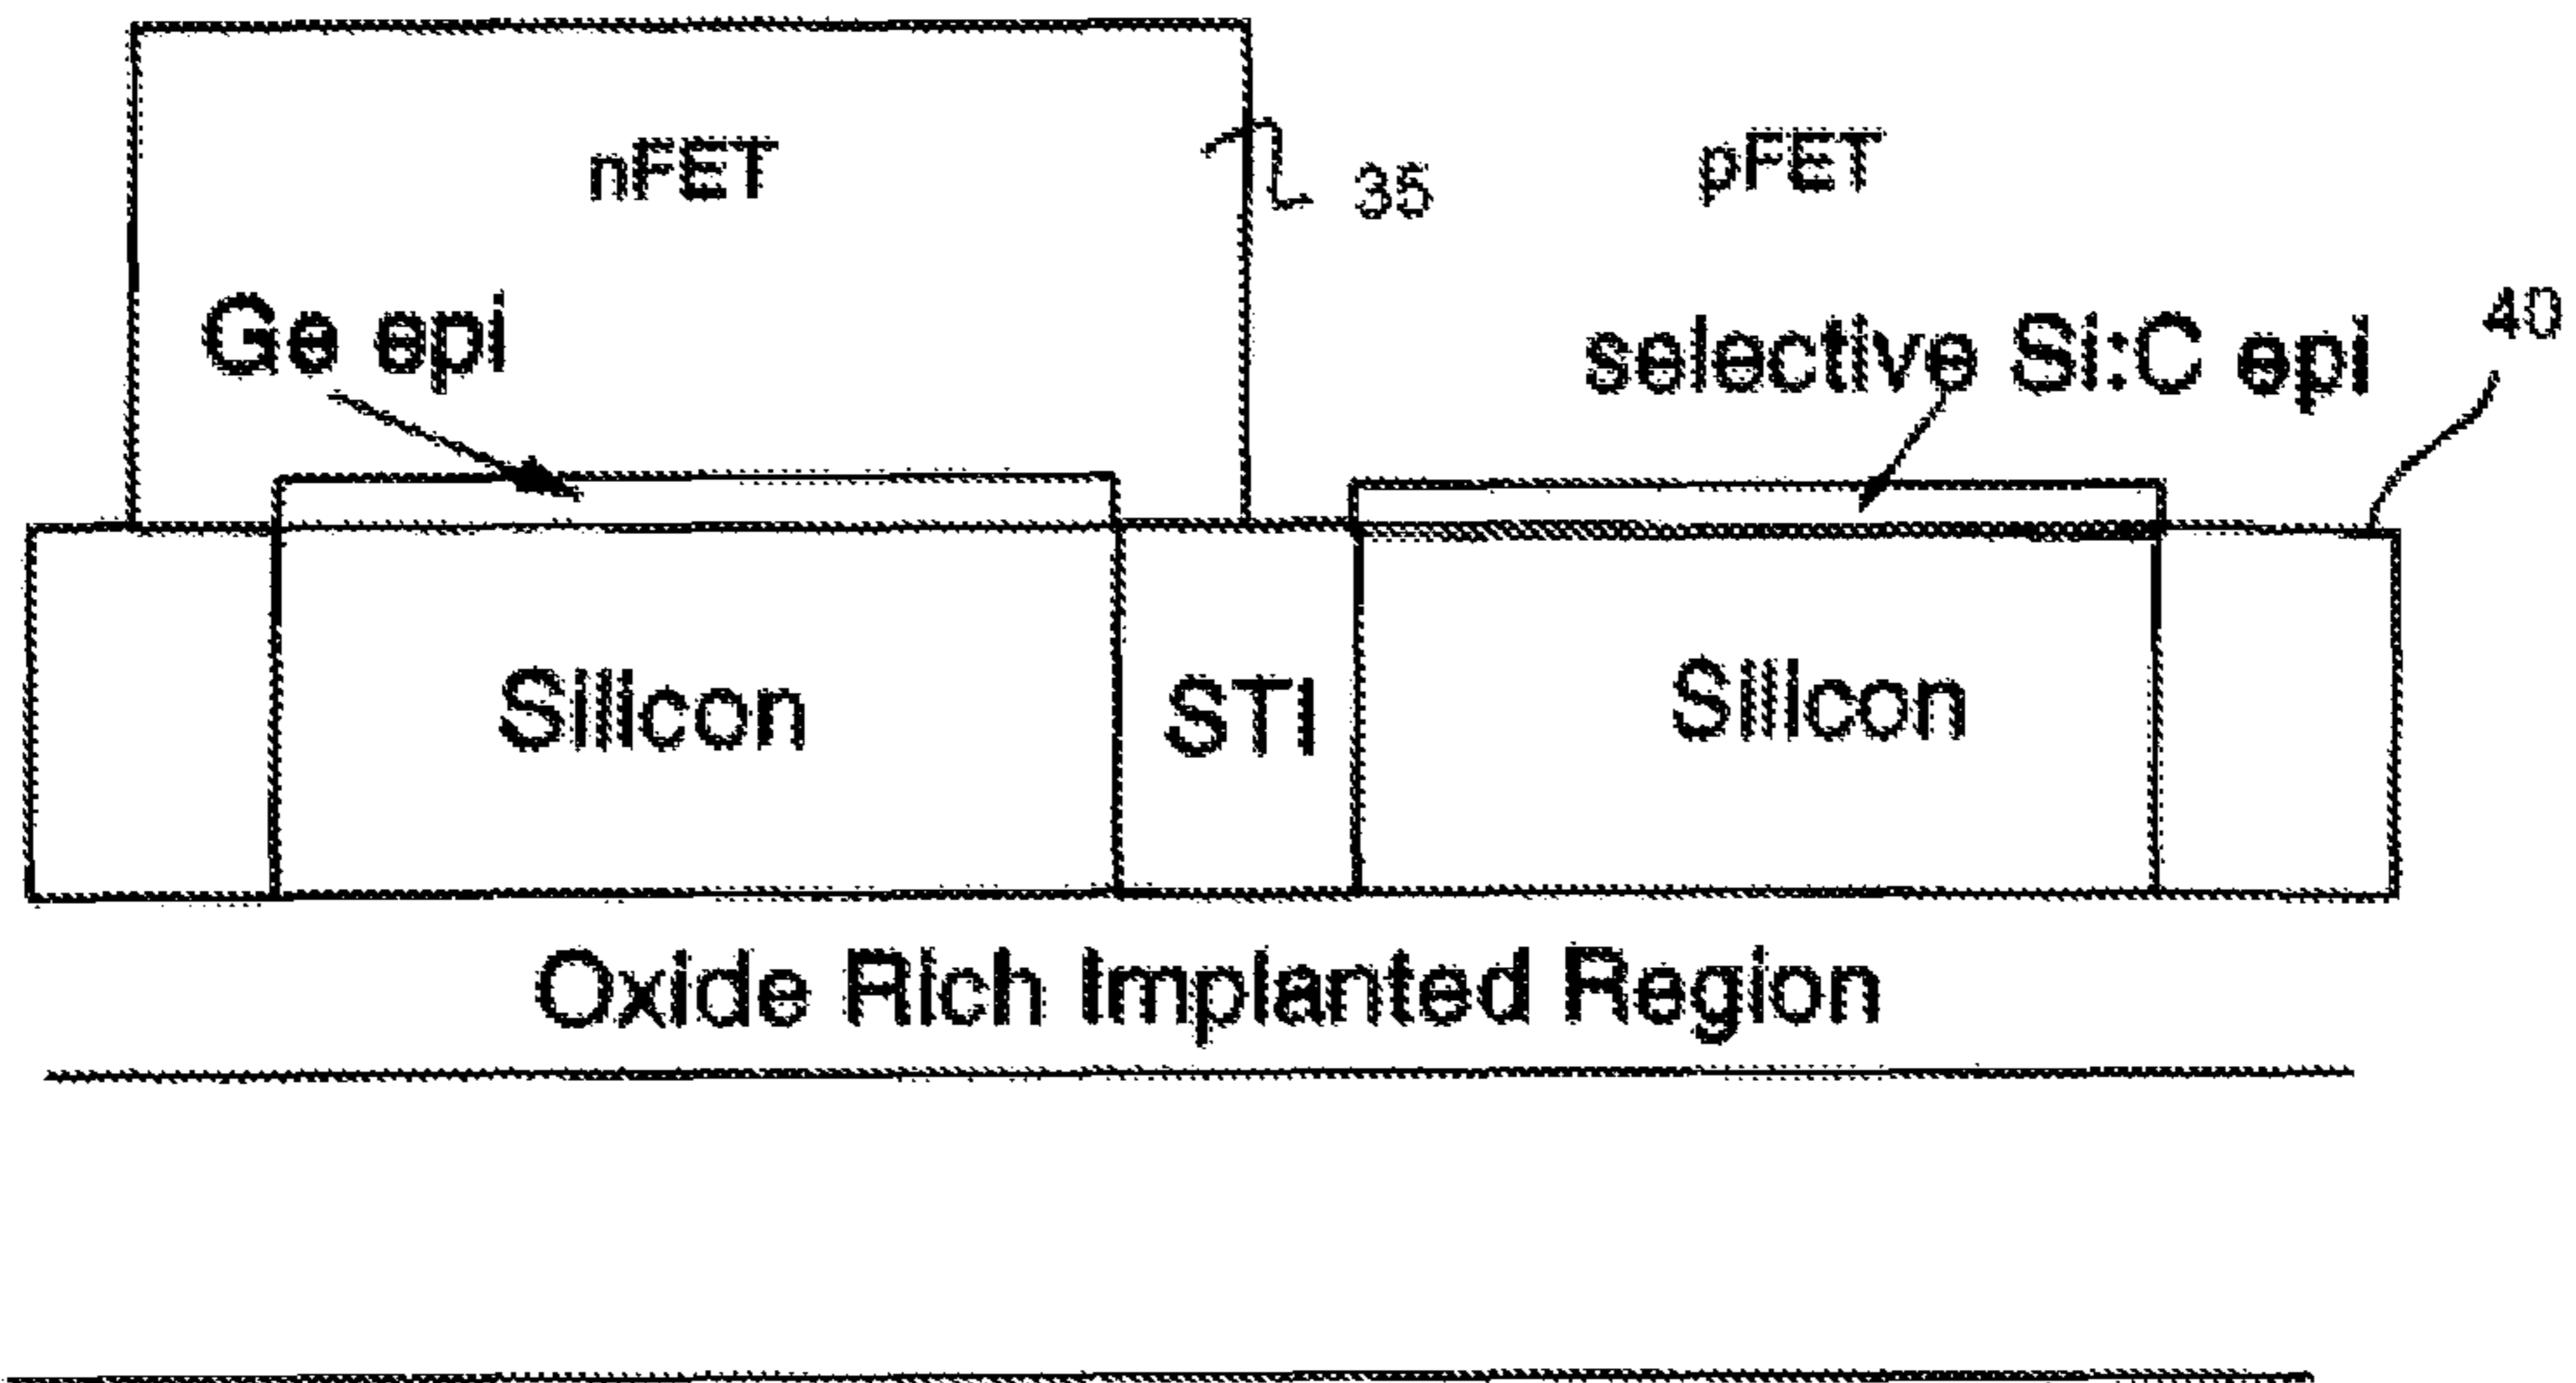 nFET
35
pFET
Ge epi
selective Si:C epi
40
Silicon
STI
Silicon
Oxide Rich Implanted Region